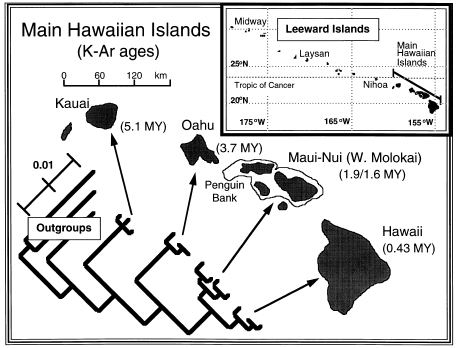 Main Hawaiian Islands
(K-Ar ages)
0 60 120 km
Kauai
(5.1 MY)
Oahu
(3.7 MY)
Maui-Nui (W. Molokai)
(1.9/1.6 MY)
Penguin
Bank
Hawaii
(0.43 MY)
0.01
Outgroups
Leeward Islands
Midway
Laysan
Main
Hawaiian
Islands
25°N
Nihoa
Tropic of Cancer
20°N
175°W 165°W 155°W